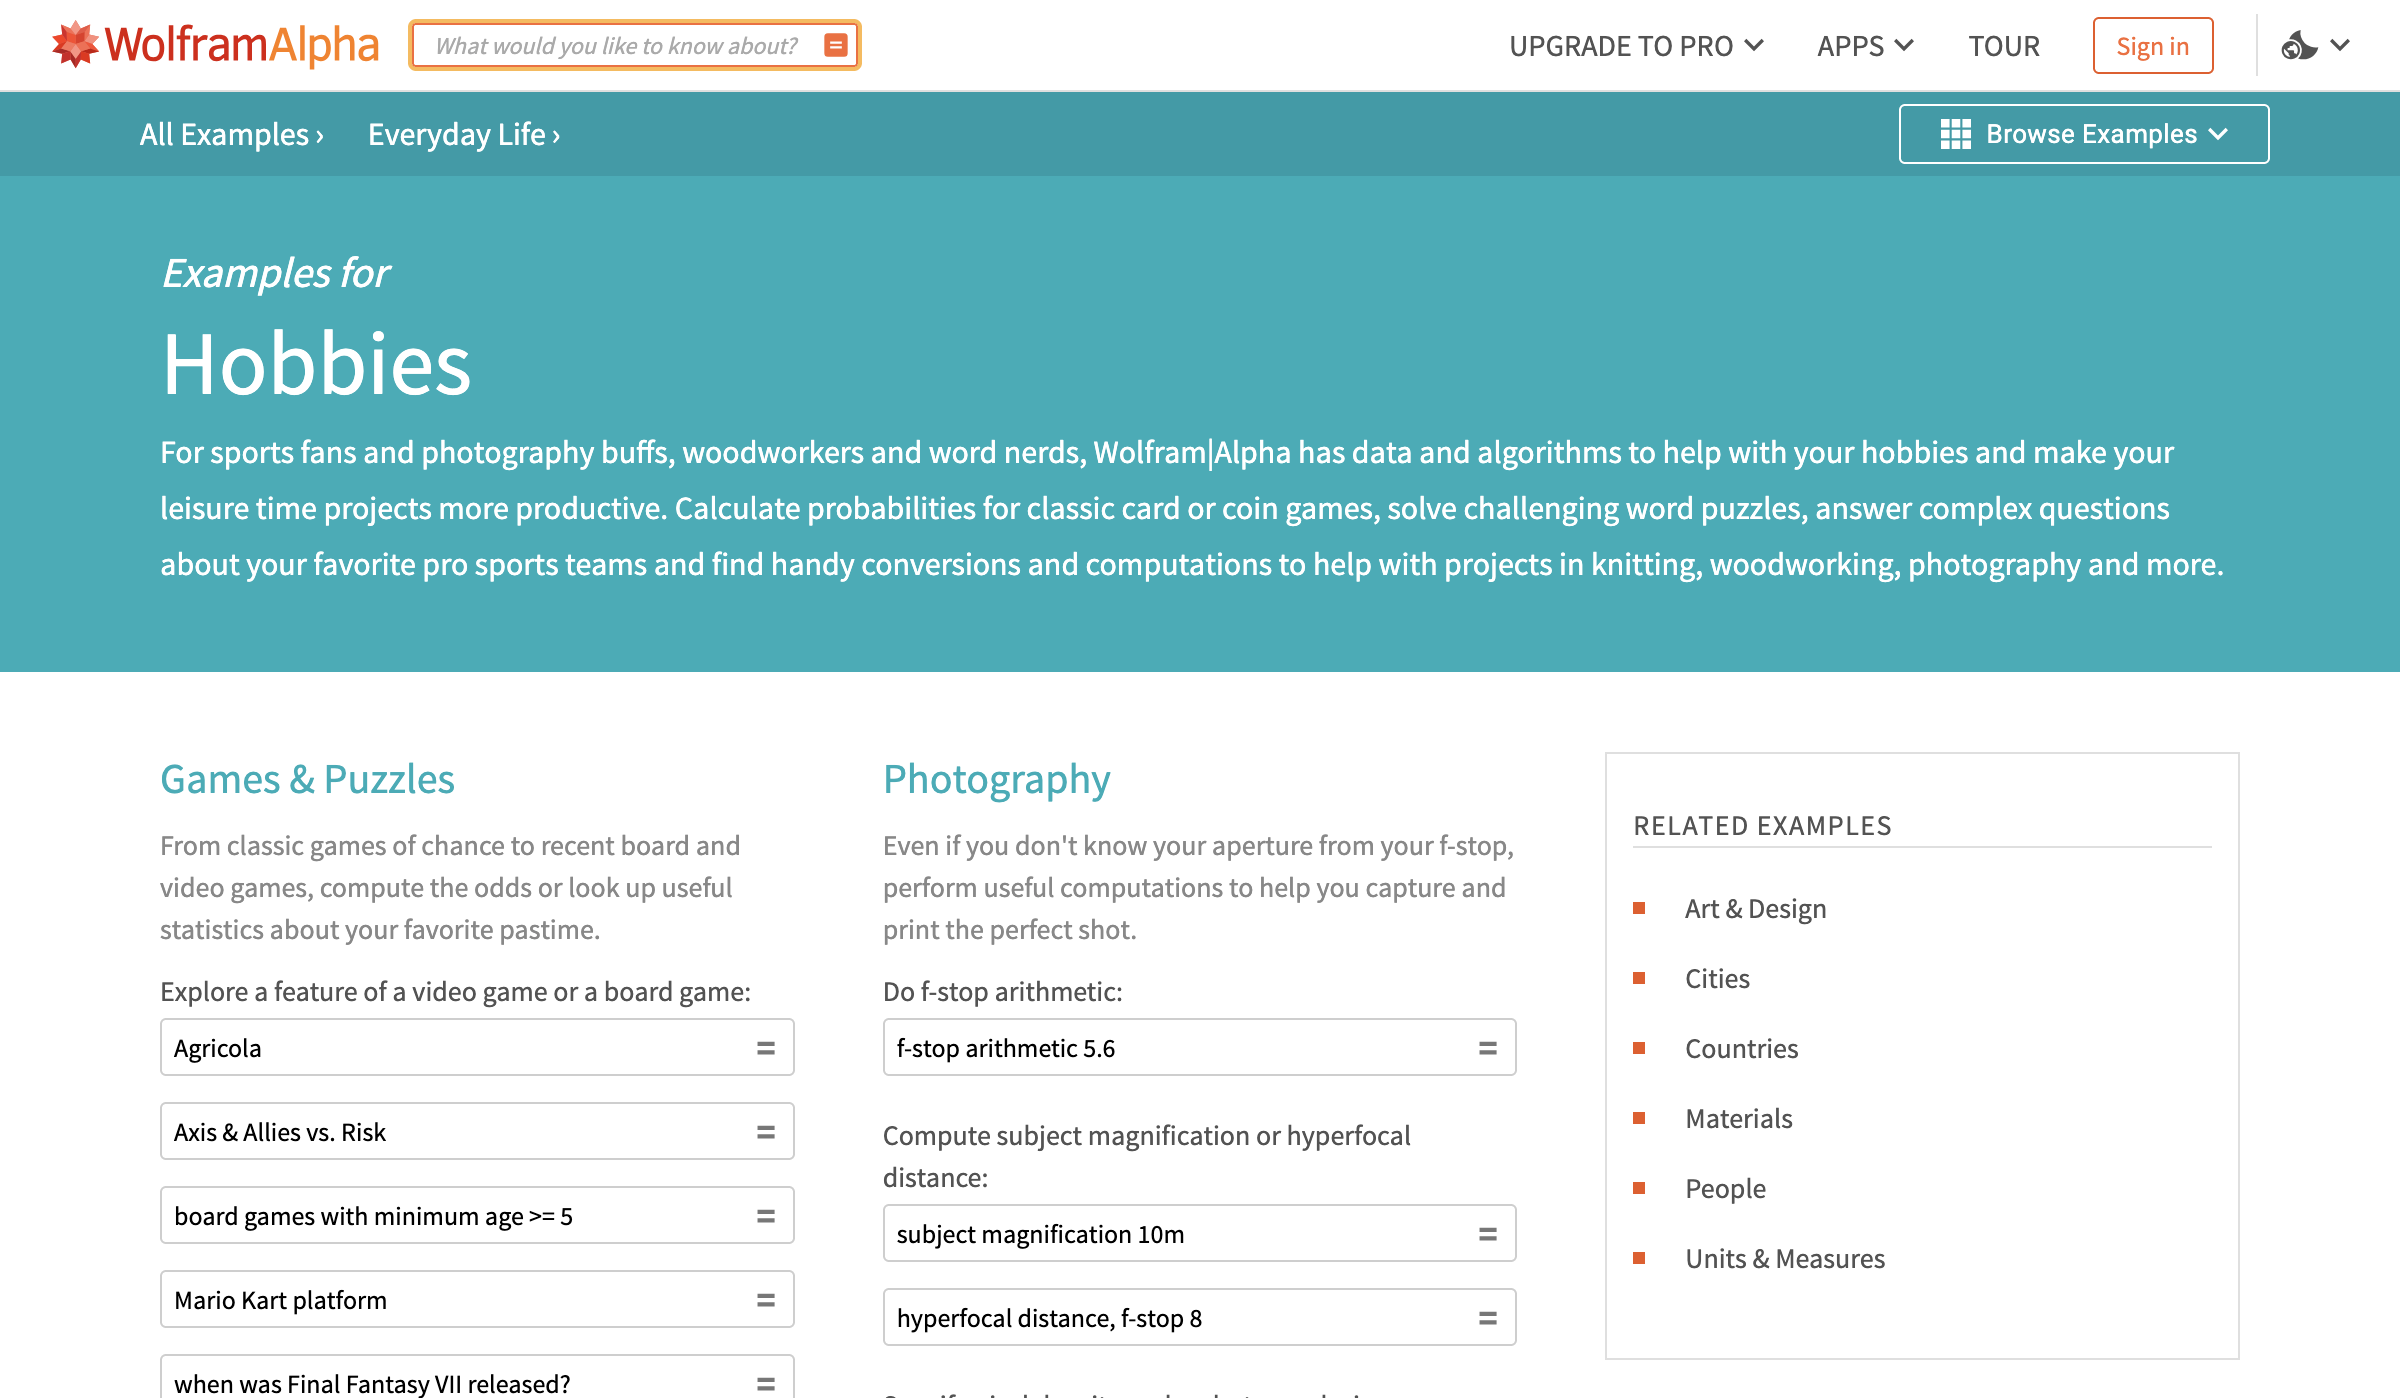 WolframAlpha
What would you like to know about?
UPGRADE TO PRO
APPS
TOUR
Sign in
All Examples ›
Everyday Life ›
Browse Examples
Examples for
Hobbies
For sports fans and photography buffs, woodworkers and word nerds, Wolfram|Alpha has data and algorithms to help with your hobbies and make your
leisure time projects more productive. Calculate probabilities for classic card or coin games, solve challenging word puzzles, answer complex questions
about your favorite pro sports teams and find handy conversions and computations to help with projects in knitting, woodworking, photography and more.
Games & Puzzles
From classic games of chance to recent board and
video games, compute the odds or look up useful
statistics about your favorite pastime.
Explore a feature of a video game or a board game:
Agricola
Axis & Allies vs. Risk
board games with minimum age >= 5
Mario Kart platform
when was Final Fantasy VII released?
Photography
Even if you don't know your aperture from your f-stop,
perform useful computations to help you capture and
print the perfect shot.
Do f-stop arithmetic:
f-stop arithmetic 5.6
Compute subject magnification or hyperfocal
distance:
subject magnification 10m
hyperfocal distance, f-stop 8
RELATED EXAMPLES
Art & Design
Cities
Countries
Materials
People
Units & Measures